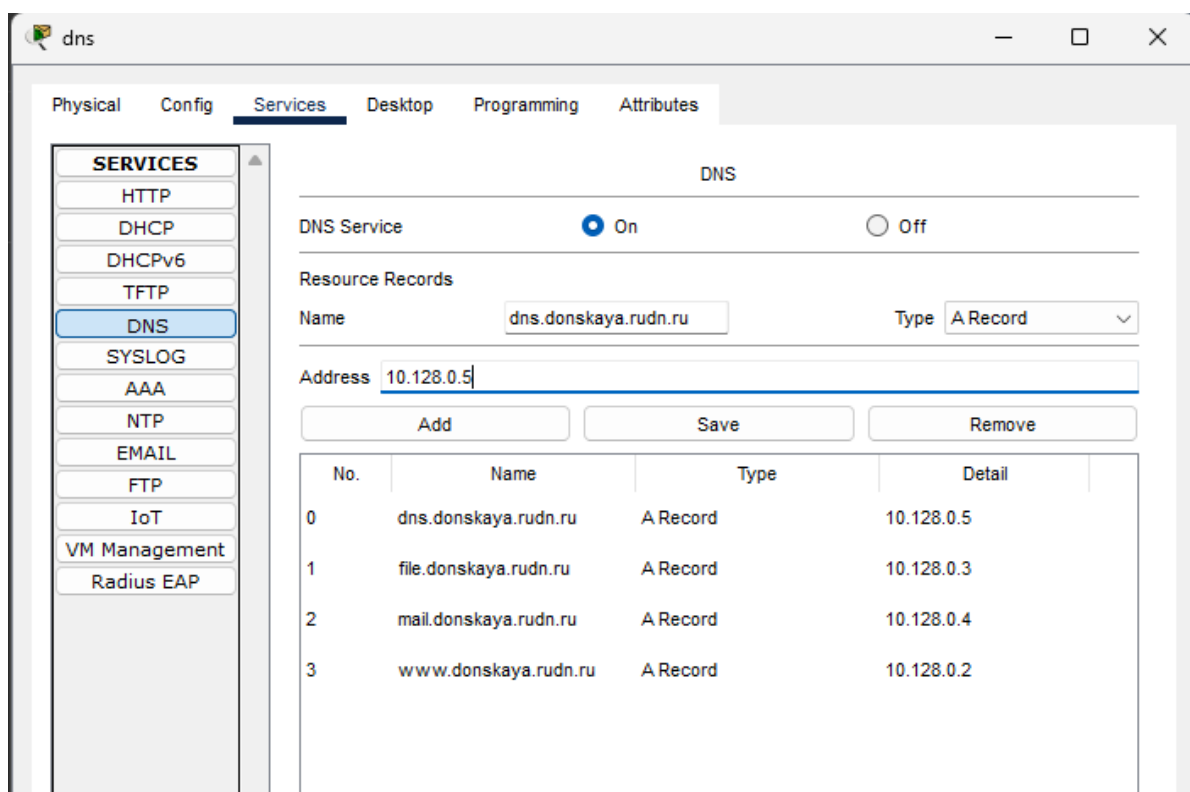 dns
Physical Config Services Desktop Programming Attributes
SERVICES
HTTP
DHCP
DHCPv6
TFTP
DNS
SYSLOG
AAA
NTP
EMAIL
FTP
IoT
VM Management
Radius EAP
DNS
DNS Service On Off
Resource Records
Name dns.donskaya.rudn.ru Type A Record
Address 10.128.0.5
Add Save Remove
No. Name Type Detail
0 dns.donskaya.rudn.ru A Record 10.128.0.5
1 file.donskaya.rudn.ru A Record 10.128.0.3
2 mail.donskaya.rudn.ru A Record 10.128.0.4
3 www.donskaya.rudn.ru A Record 10.128.0.2